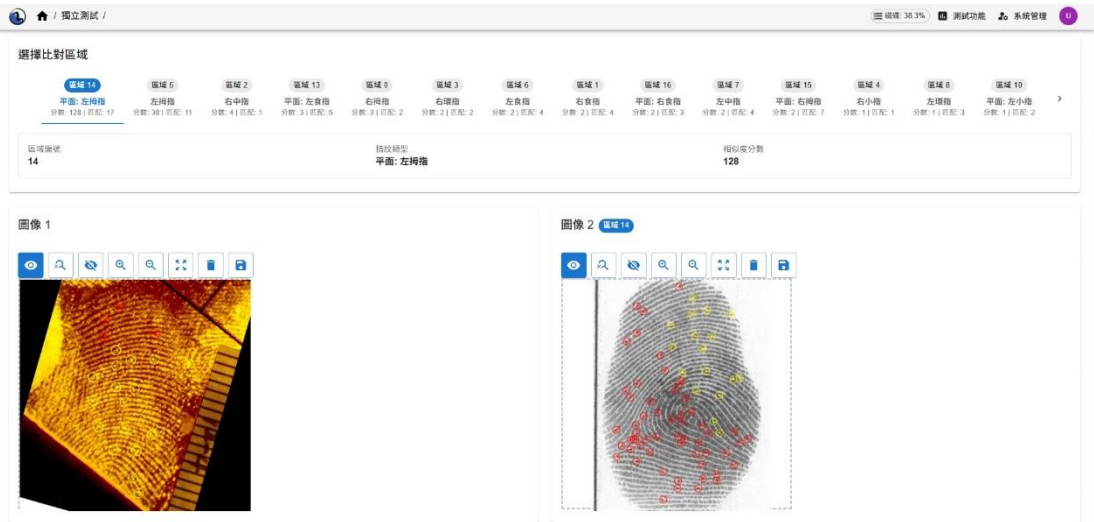 / 獨立測試 /
磁碟: 38.3%
測試功能
系統管理
U
選擇比對區域
區域 14
平面: 左拇指
分數: 128 | 匹配: 17
區域 5
左拇指
分數: 38 | 匹配: 11
區域 2
右中指
分數: 4 | 匹配: 1
區域 13
平面: 左食指
分數: 3 | 匹配: 5
區域 0
右拇指
分數: 3 | 匹配: 2
區域 3
右環指
分數: 2 | 匹配: 2
區域 6
左食指
分數: 2 | 匹配: 4
區域 1
右食指
分數: 2 | 匹配: 4
區域 16
平面: 右食指
分數: 2 | 匹配: 3
區域 7
左中指
分數: 2 | 匹配: 4
區域 15
平面: 右拇指
分數: 2 | 匹配: 7
區域 4
右小指
分數: 1 | 匹配: 1
區域 8
左環指
分數: 1 | 匹配: 3
區域 10
平面: 左小指
分數: 1 | 匹配: 2
區域編號
14
指紋類型
平面: 左拇指
相似度分數
128
圖像 1
圖像 2 區域 14